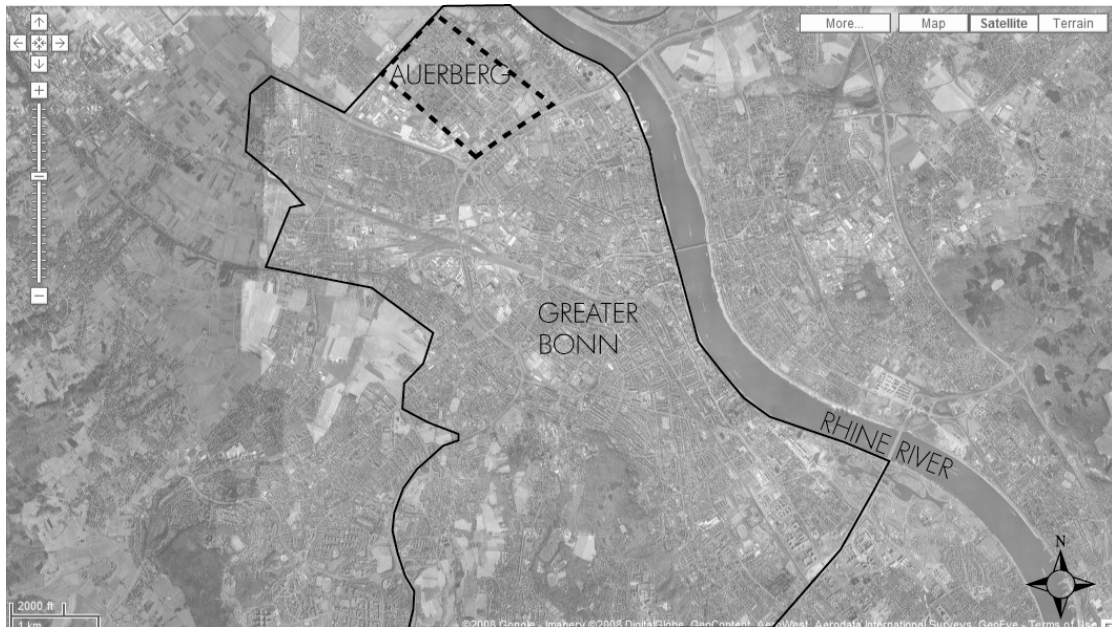 More...
Map
Satellite
Terrain
AUERBERG
GREATER
BONN
RHINE RIVER
N
2000 ft
1 km
©2008 Google - Imagery ©2008 DigitalGlobe, GeoContent, AeroWest, Aerodata International Surveys, GeoEye - Terms of Use